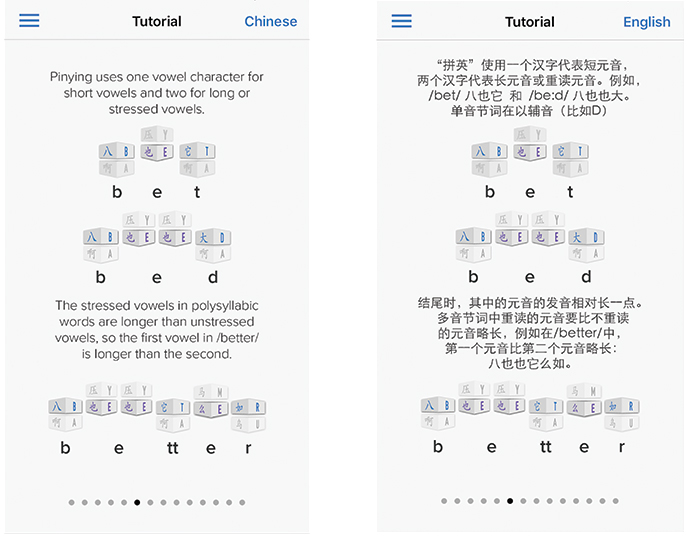 Tutorial
Chinese
Pinying uses one vowel character for
short vowels and two for long or
stressed vowels.
压 Y
八 B 也 E 它 T
啊 A 啊 A
b e t
压 Y 压 Y
八 B 也 E 也 E 大 D
啊 A 啊 A
b e d
The stressed vowels in polysyllabic
words are longer than unstressed
vowels, so the first vowel in /better/
is longer than the second.
压 Y 压 Y M
八 B 也 E 也 E 它 T 么 E 如 R
啊 A 啊 A U
b e tt e r
Tutorial
English
“拼英”使用一个汉字代表短元音，
两个汉字代表长元音或重读元音。例如，
/bet/ 八也它 和 /be:d/ 八也也大。
单音节词在以辅音（比如D）
压 Y
八 B 也 E 它 T
啊 A 啊 A
b e t
压 Y 压 Y
八 B 也 E 也 E 大 D
啊 A 啊 A
b e d
结尾时，其中的元音的发音相对长一点。
多音节词中重读的元音要比不重读
的元音略长，例如在/better/中，
第一个元音比第二个元音略长：
八也也它么如。
压 Y 压 Y M
八 B 也 E 也 E 它 T 么 E 如 R
啊 A 啊 A U
b e tt e r